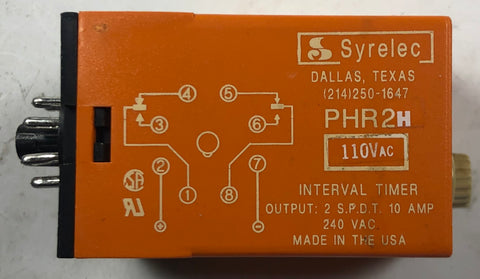 Syrelec
DALLAS, TEXAS
(214)250-1647
PHR2H
110VAC
INTERVAL TIMER
OUTPUT: 2 S.P.D.T. 10 AMP
240 VAC.
MADE IN THE USA
4 5
3 6
2 7
1 8
+ -